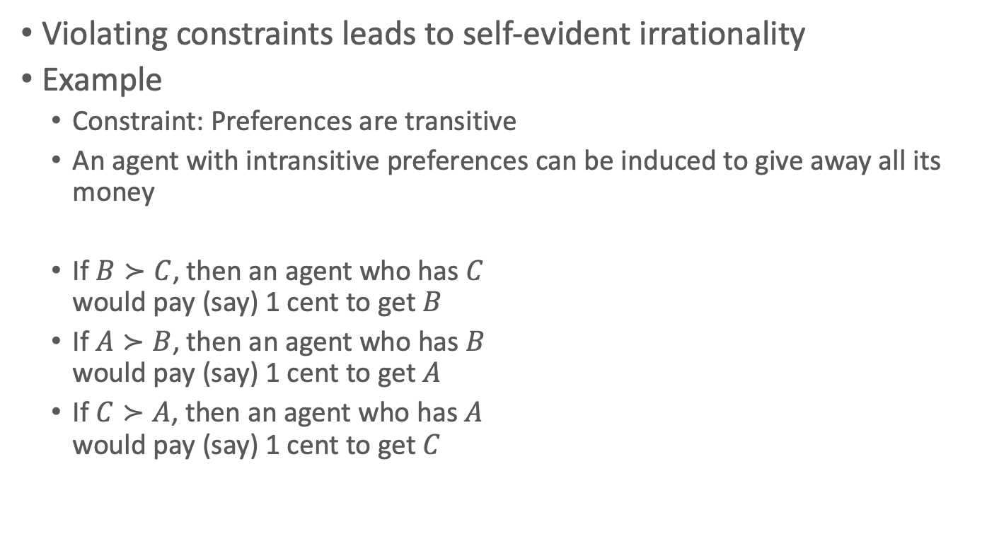 • Violating constraints leads to self-evident irrationality
• Example
• Constraint: Preferences are transitive
• An agent with intransitive preferences can be induced to give away all its
money
• If B ≻ C, then an agent who has C
would pay (say) 1 cent to get B
• If A ≻ B, then an agent who has B
would pay (say) 1 cent to get A
• If C ≻ A, then an agent who has A
would pay (say) 1 cent to get C